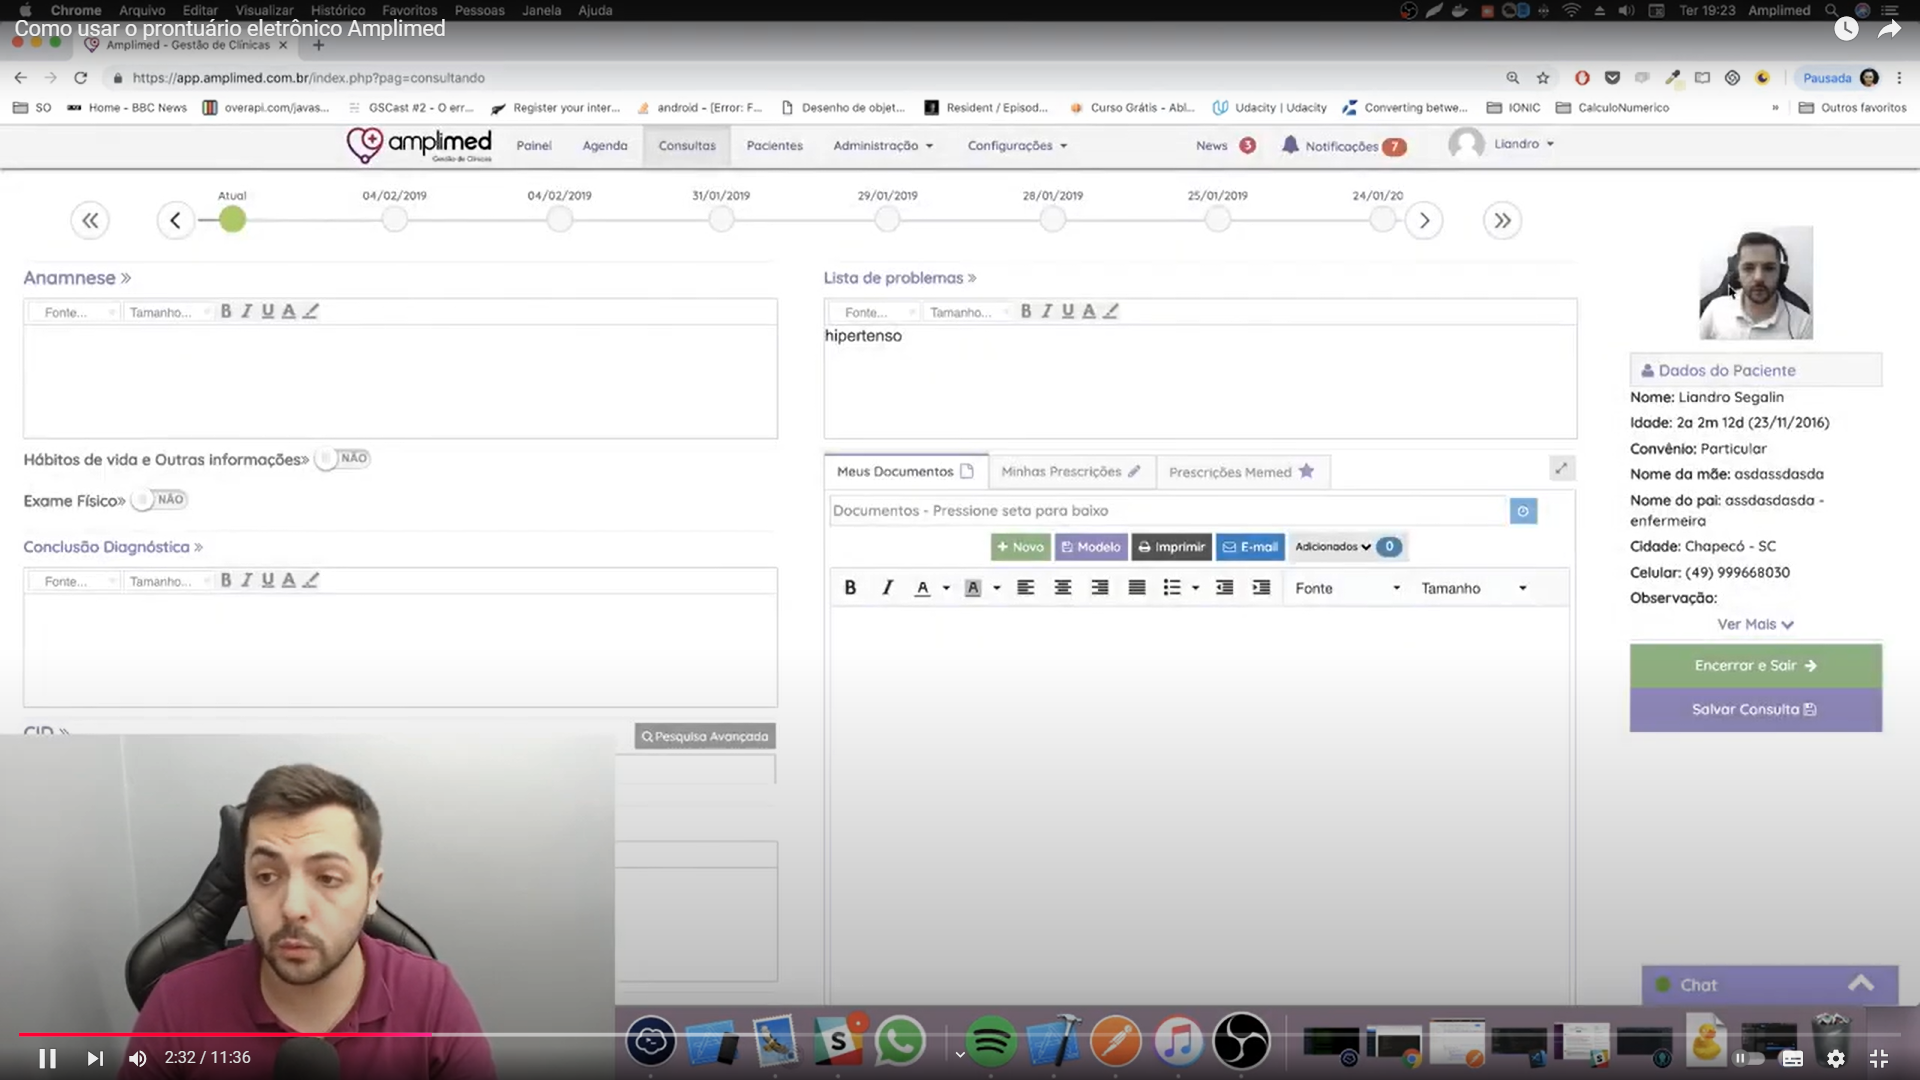 Chrome Arquivo Editar Visualizar Histórico Favoritos Pessoas Janela Ajuda Ter 19:23 Amplimed
Como usar o prontuário eletrônico Amplimed
Amplimed - Gestão de Clínicas
https://app.amplimed.com.br/index.php?pag=consultando Pausada
SO Home - BBC News overapi.com/javas... GSCast #2 - O err... Register your inter... android - [Error: F... Desenho de objet... Resident / Episod... Curso Grátis - Abl... Udacity | Udacity Converting betwe... IONIC CalculoNumerico » Outros favoritos
amplimed Painel Agenda Consultas Pacientes Administração Configurações News 3 Notificações 7 Liandro
Gestão de Clínicas
Atual 04/02/2019 04/02/2019 31/01/2019 29/01/2019 28/01/2019 25/01/2019 24/01/20
Anamnese »
Fonte... Tamanho... B I U A
Lista de problemas »
Fonte... Tamanho... B I U A
hipertenso
Hábitos de vida e Outras informações» NÃO
Exame Físico» NÃO
Conclusão Diagnóstica »
Fonte... Tamanho... B I U A
CID »
Pesquisa Avançada
Meus Documentos Minhas Prescrições Prescrições Memed
Documentos - Pressione seta para baixo
+ Novo Modelo Imprimir E-mail Adicionados 0
B I A A Fonte Tamanho
Dados do Paciente
Nome: Liandro Segalin
Idade: 2a 2m 12d (23/11/2016)
Convênio: Particular
Nome da mãe: asdassdasda
Nome do pai: assdasdasda -
enfermeira
Cidade: Chapecó - SC
Celular: (49) 999668030
Observação:
Ver Mais
Encerrar e Sair
Salvar Consulta
Chat
2:32 / 11:36